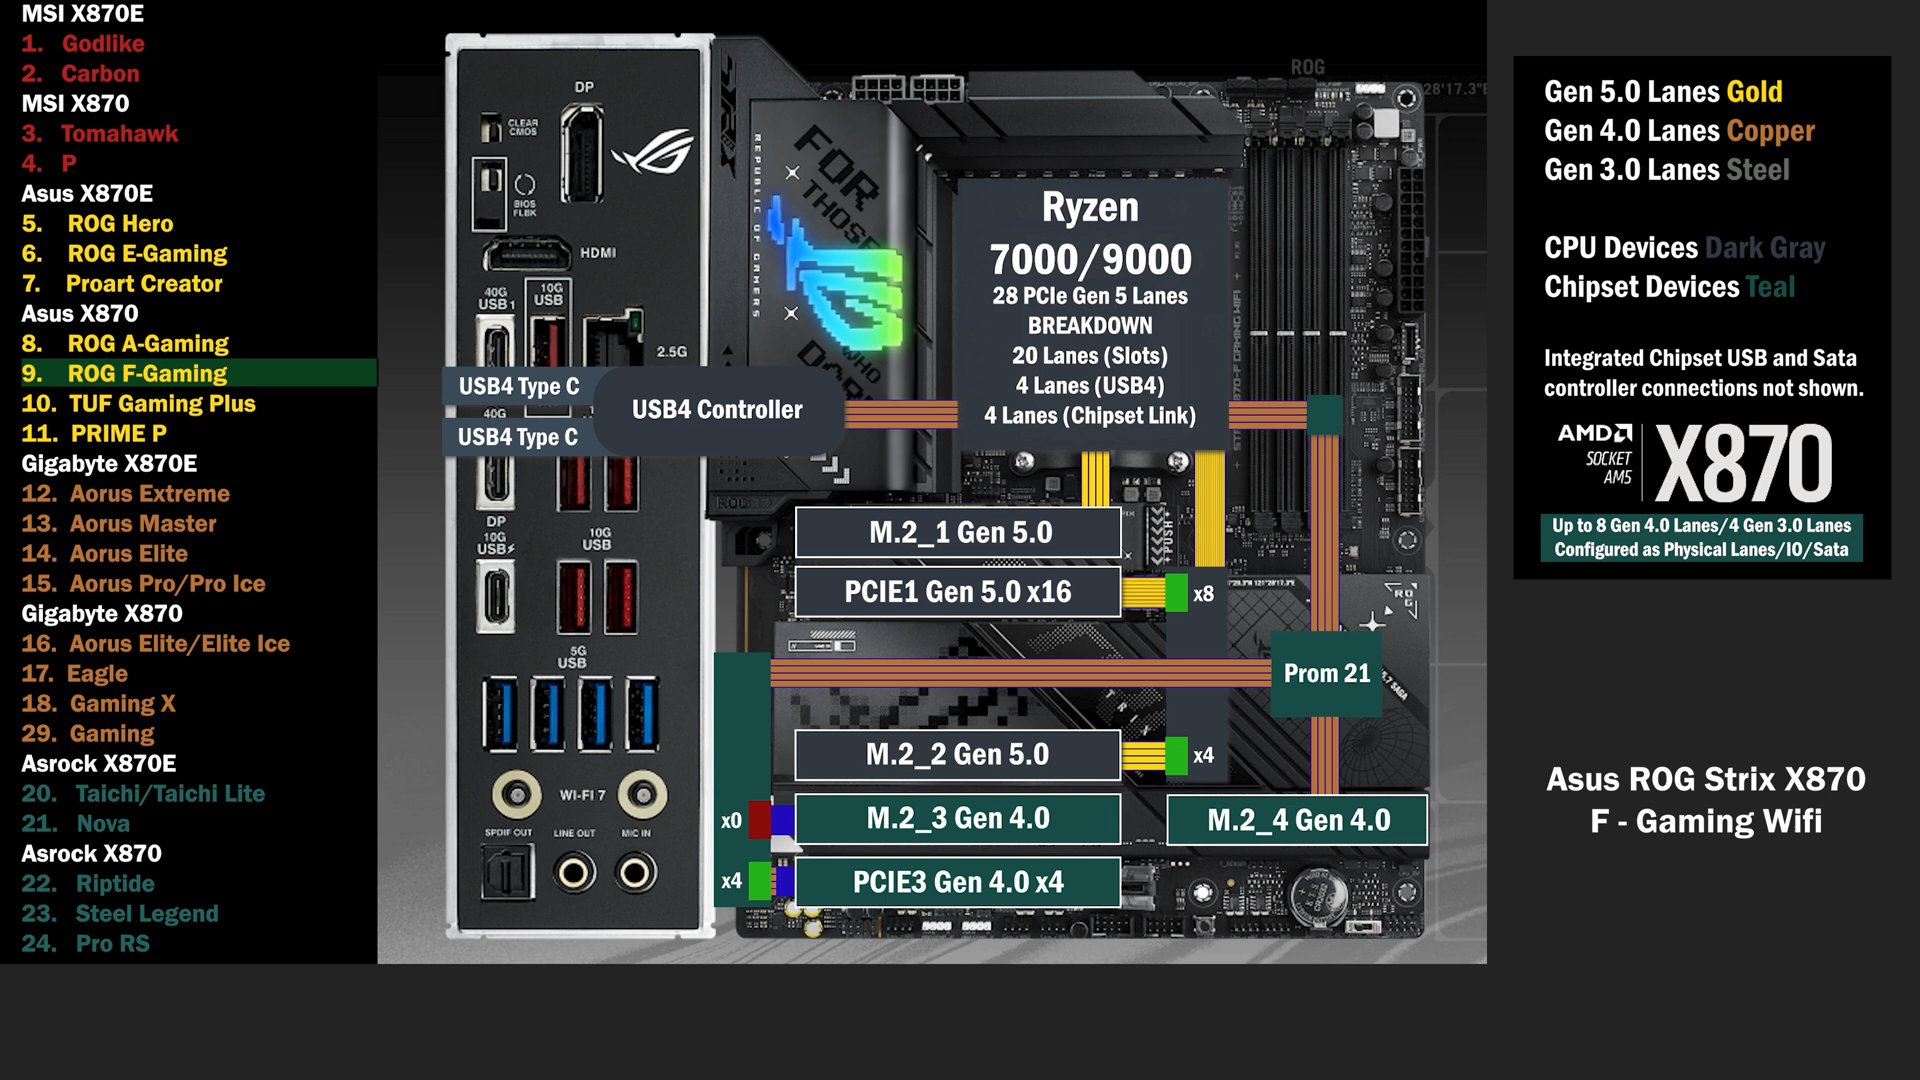 MSI X870E
1. Godlike
2. Carbon
MSI X870
3. Tomahawk
4. P
Asus X870E
5. ROG Hero
6. ROG E-Gaming
7. Proart Creator
Asus X870
8. ROG A-Gaming
9. ROG F-Gaming
10. TUF Gaming Plus
11. PRIME P
Gigabyte X870E
12. Aorus Extreme
13. Aorus Master
14. Aorus Elite
15. Aorus Pro/Pro Ice
Gigabyte X870
16. Aorus Elite/Elite Ice
17. Eagle
18. Gaming X
29. Gaming
Asrock X870E
20. Taichi/Taichi Lite
21. Nova
Asrock X870
22. Riptide
23. Steel Legend
24. Pro RS
DP
CLEAR
CMOS
BIOS
FLBK
HDMI
40G
USB
10G
USB
2.5G
USB4 Type C
40G
USB4 Type C
USB4 Controller
DP
10G
USB
10G
USB
5G
USB
WI-FI 7
SPDIF OUT
LINE OUT
MIC IN
ROG
28°17.3"E
REPUBLIC OF GAMERS
FOR
THOSE
WHO
Ryzen
7000/9000
28 PCIe Gen 5 Lanes
BREAKDOWN
20 Lanes (Slots)
4 Lanes (USB4)
4 Lanes (Chipset Link)
PUSH
M.2_1 Gen 5.0
PCIE1 Gen 5.0 x16
x8
Prom 21
M.2_2 Gen 5.0
x4
x0
M.2_3 Gen 4.0
M.2_4 Gen 4.0
x4
PCIE3 Gen 4.0 x4
Gen 5.0 Lanes Gold
Gen 4.0 Lanes Copper
Gen 3.0 Lanes Steel
CPU Devices Dark Gray
Chipset Devices Teal
Integrated Chipset USB and Sata
controller connections not shown.
AMD
SOCKET
AM5
X870
Up to 8 Gen 4.0 Lanes/4 Gen 3.0 Lanes
Configured as Physical Lanes/IO/Sata
Asus ROG Strix X870
F - Gaming Wifi